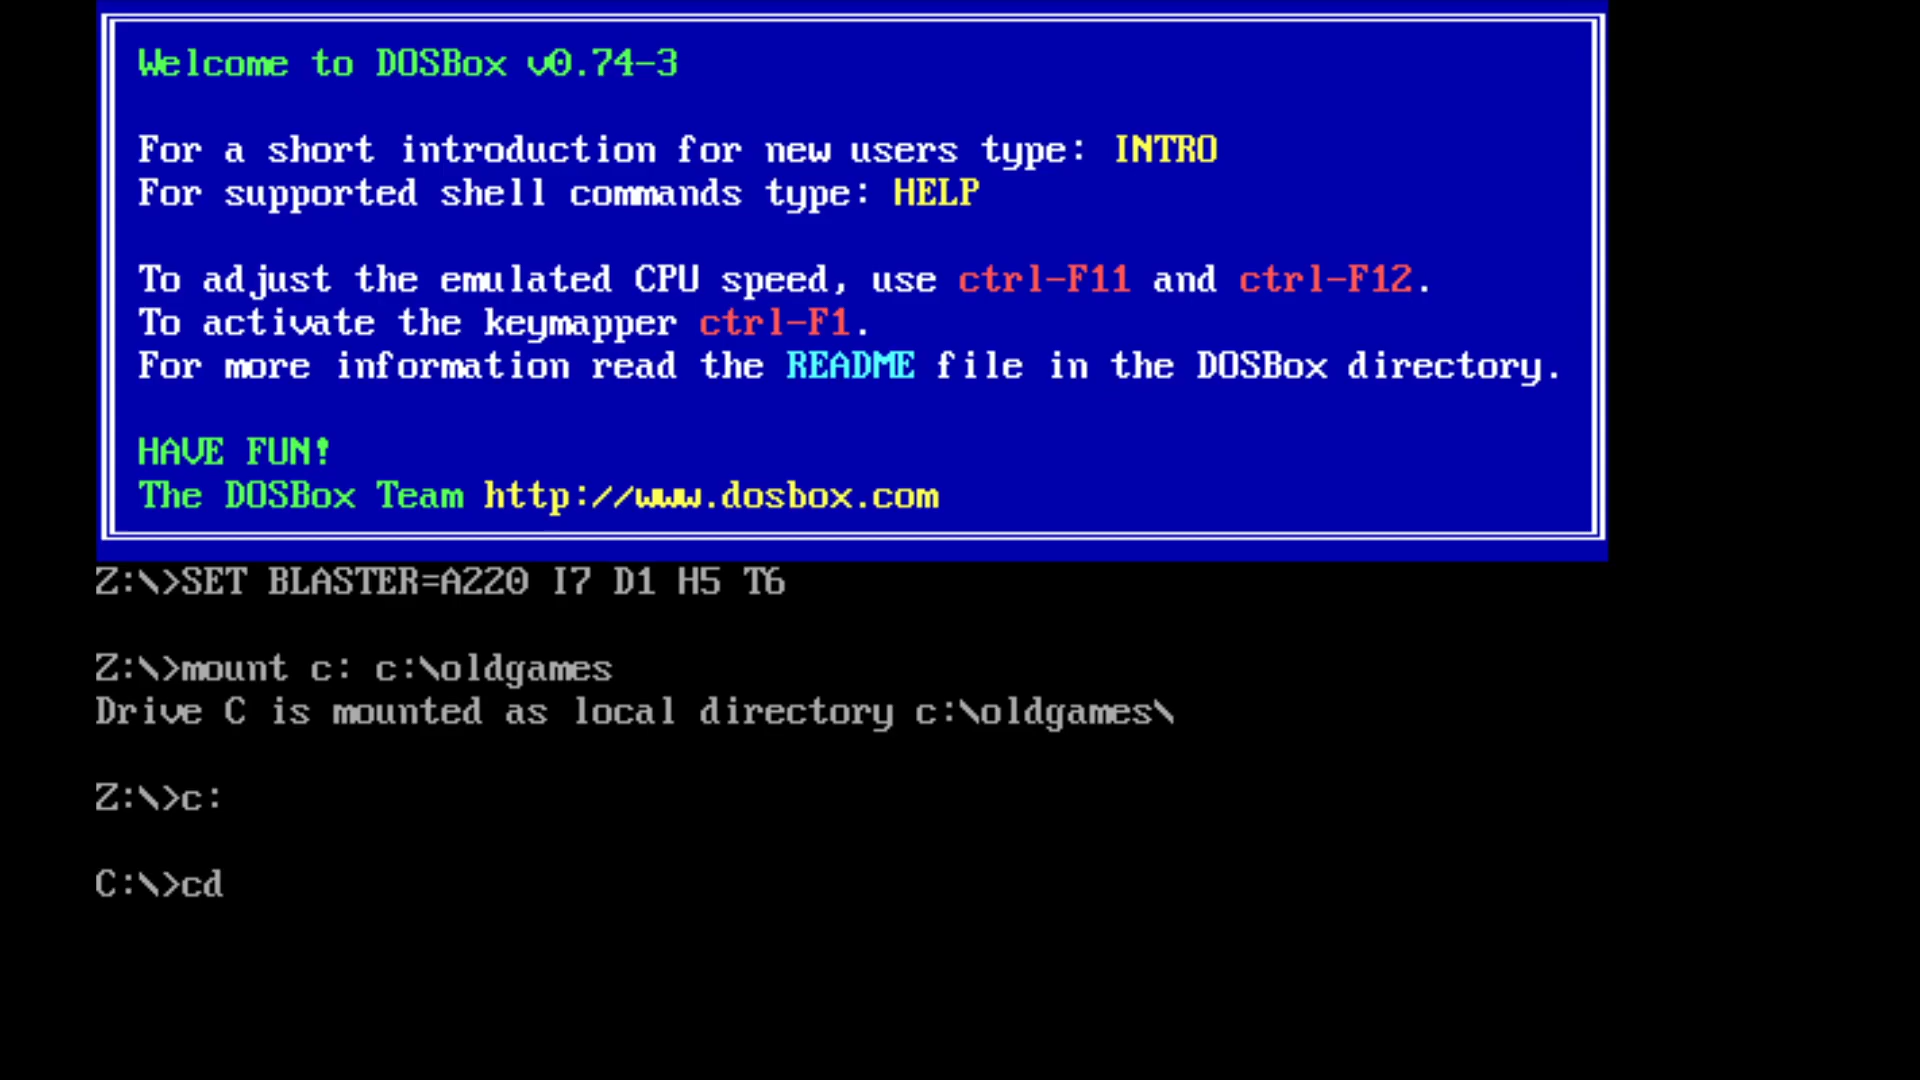 Welcome to DOSBox v0.74-3
For a short introduction for new users type: INTRO
For supported shell commands type: HELP
To adjust the emulated CPU speed, use ctrl-F11 and ctrl-F12.
To activate the keymapper ctrl-F1.
For more information read the README file in the DOSBox directory.
HAVE FUN!
The DOSBox Team http://www.dosbox.com
Z:\>SET BLASTER=A220 I7 D1 H5 T6
Z:\>mount c: c:\oldgames
Drive C is mounted as local directory c:\oldgames\
Z:\>c:
C:\>cd